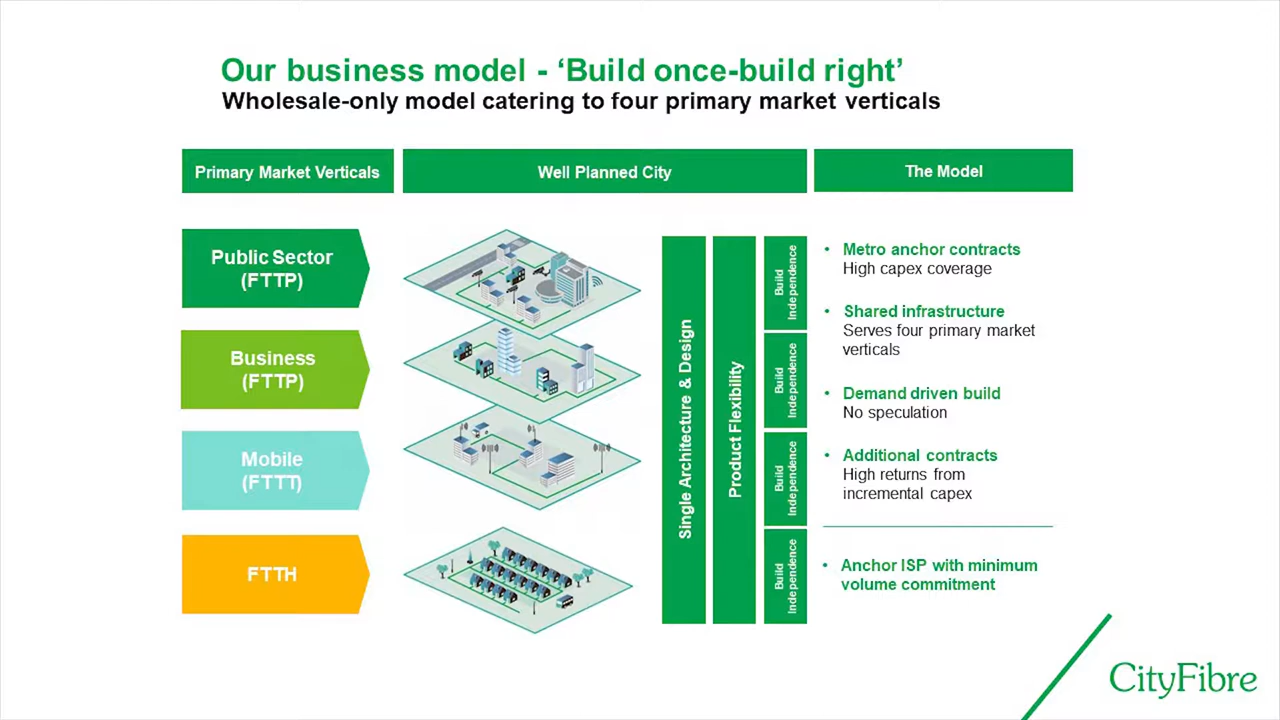 Our business model - ‘Build once-build right’
Wholesale-only model catering to four primary market verticals
Primary Market Verticals
Well Planned City
The Model
Public Sector
(FTTP)
Business
(FTTP)
Mobile
(FTTT)
FTTH
Single Architecture & Design
Product Flexibility
Build
Independence
Build
Independence
Build
Independence
Build
Independence
• Metro anchor contracts
High capex coverage
• Shared infrastructure
Serves four primary market
verticals
• Demand driven build
No speculation
• Additional contracts
High returns from
incremental capex
• Anchor ISP with minimum
volume commitment
CityFibre